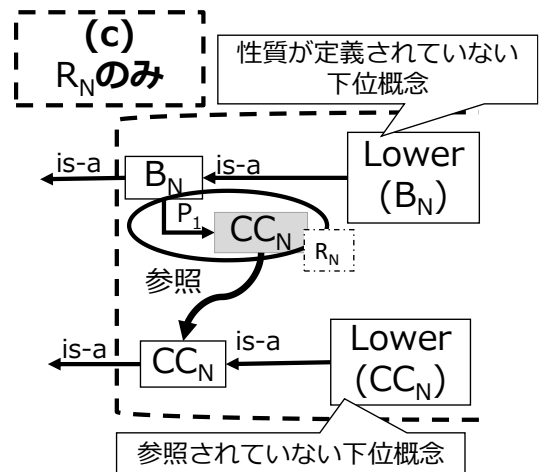 (c)
R_Nのみ
性質が定義されていない
下位概念
is-a
B_N
is-a
Lower
(B_N)
P_1
CC_N
R_N
参照
is-a
CC_N
is-a
Lower
(CC_N)
参照されていない下位概念